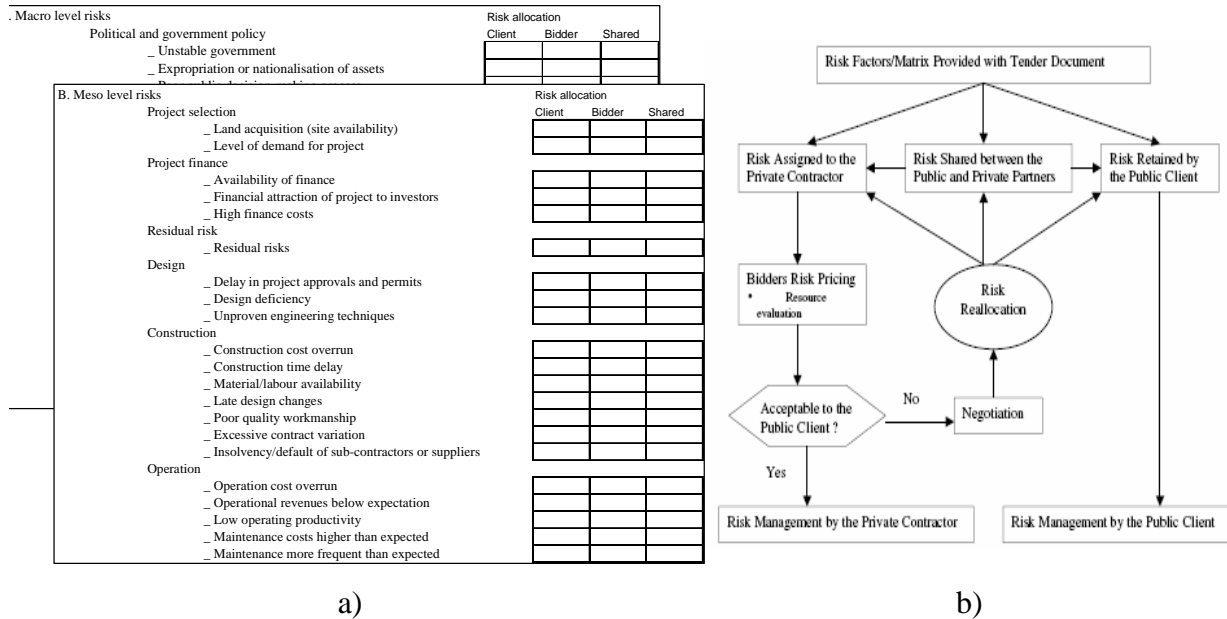 . Macro level risks
Risk allocation
Political and government policy
Client Bidder Shared
_ Unstable government
_ Expropriation or nationalisation of assets
B. Meso level risks
Risk allocation
Project selection
Client Bidder Shared
_ Land acquisition (site availability)
_ Level of demand for project
Project finance
_ Availability of finance
_ Financial attraction of project to investors
_ High finance costs
Residual risk
_ Residual risks
Design
_ Delay in project approvals and permits
_ Design deficiency
_ Unproven engineering techniques
Construction
_ Construction cost overrun
_ Construction time delay
_ Material/labour availability
_ Late design changes
_ Poor quality workmanship
_ Excessive contract variation
_ Insolvency/default of sub-contractors or suppliers
Operation
_ Operation cost overrun
_ Operational revenues below expectation
_ Low operating productivity
_ Maintenance costs higher than expected
_ Maintenance more frequent than expected
a)
Risk Factors/Matrix Provided with Tender Document
Risk Assigned to the
Private Contractor
Risk Shared between the
Public and Private Partners
Risk Retained by
the Public Client
Bidders Risk Pricing
• Resource
evaluation
Risk
Reallocation
Acceptable to the
Public Client ?
No
Negotiation
Yes
Risk Management by the Private Contractor
Risk Management by the Public Client
b)